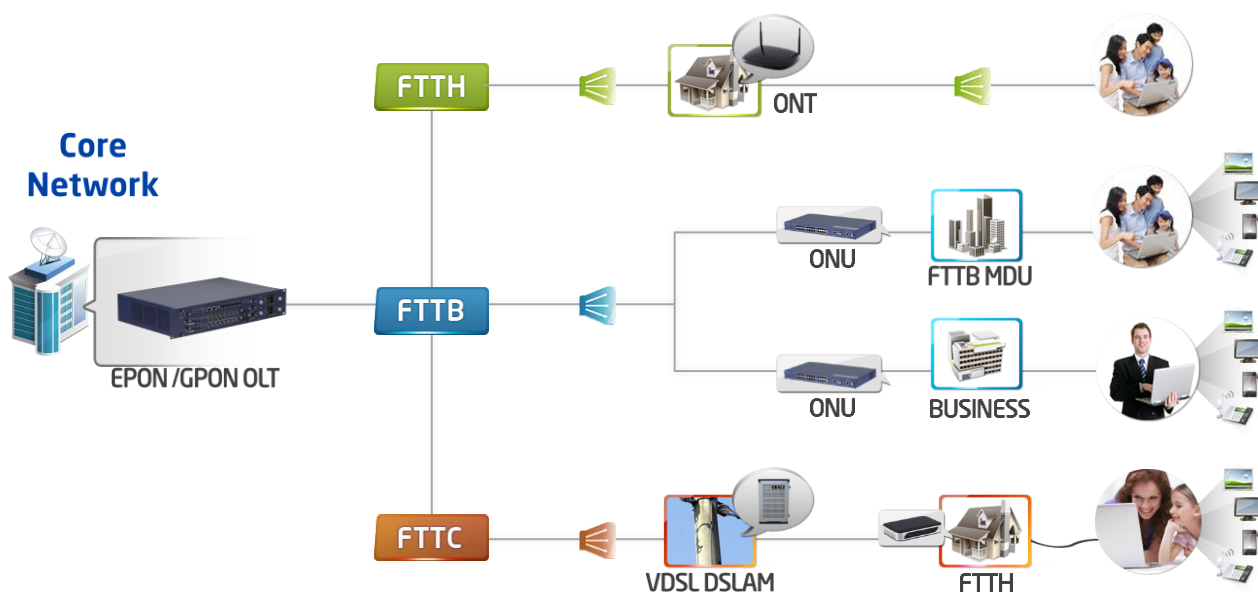 FTTH
ONT
Core
Network
ONU
FTTB MDU
FTTB
EPON /GPON OLT
ONU
BUSINESS
FTTC
VDSL DSLAM
FTTH